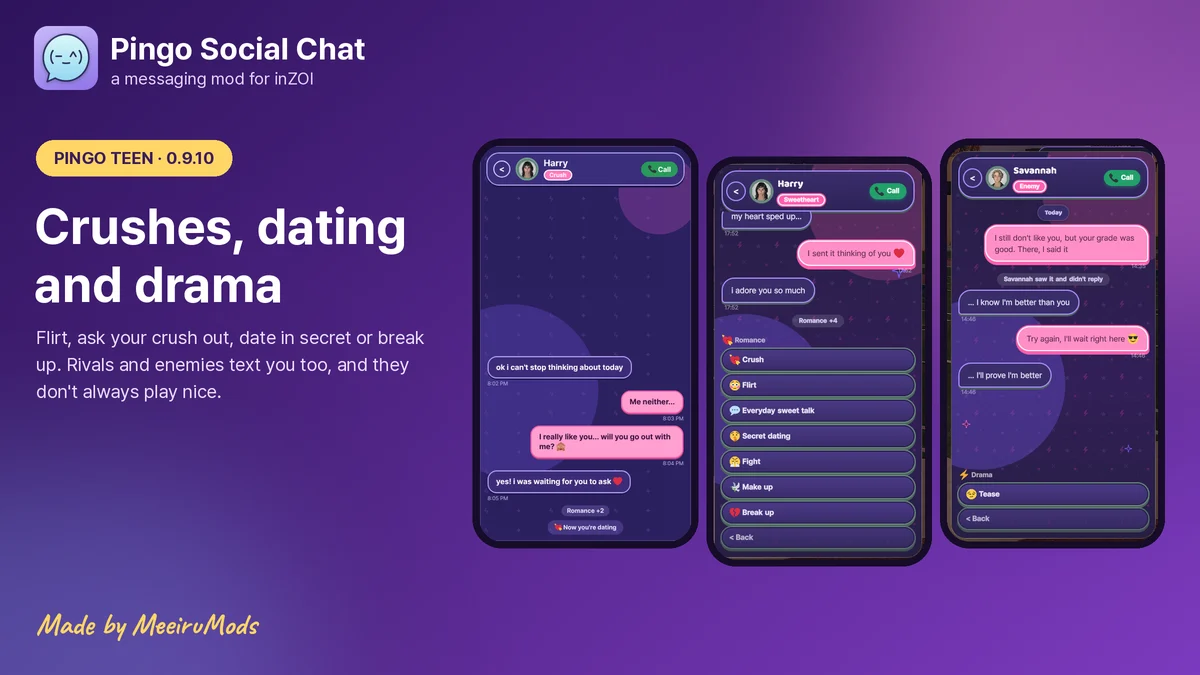 Pingo Social Chat
a messaging mod for inZOI
PINGO TEEN · 0.9.10
Crushes, dating
and drama
Flirt, ask your crush out, date in secret or break
up. Rivals and enemies text you too, and they
don't always play nice.
Made by MeeiruMods
<
Harry
Crush
Call
ok i can't stop thinking about today
8:02 PM
Me neither...
8:03 PM
I really like you... will you go out with
me? 🙈
8:04 PM
yes! i was waiting for you to ask ❤️
8:05 PM
Romance +2
💘 Now you're dating
<
Harry
Sweetheart
Call
my heart sped up...
17:52
I sent it thinking of you ❤️
i adore you so much
17:52
Romance +4
💘 Romance
💘 Crush
😳 Flirt
💬 Everyday sweet talk
🤫 Secret dating
😤 Fight
🕊️ Make up
💔 Break up
< Back
<
Savannah
Enemy
Call
Today
I still don't like you, but your grade was
good. There, I said it
14:35
Savannah saw it and didn't reply
... I know I'm better than you
14:46
Try again, I'll wait right here 😎
14:46
... I'll prove I'm better
14:46
⚡ Drama
😏 Tease
< Back